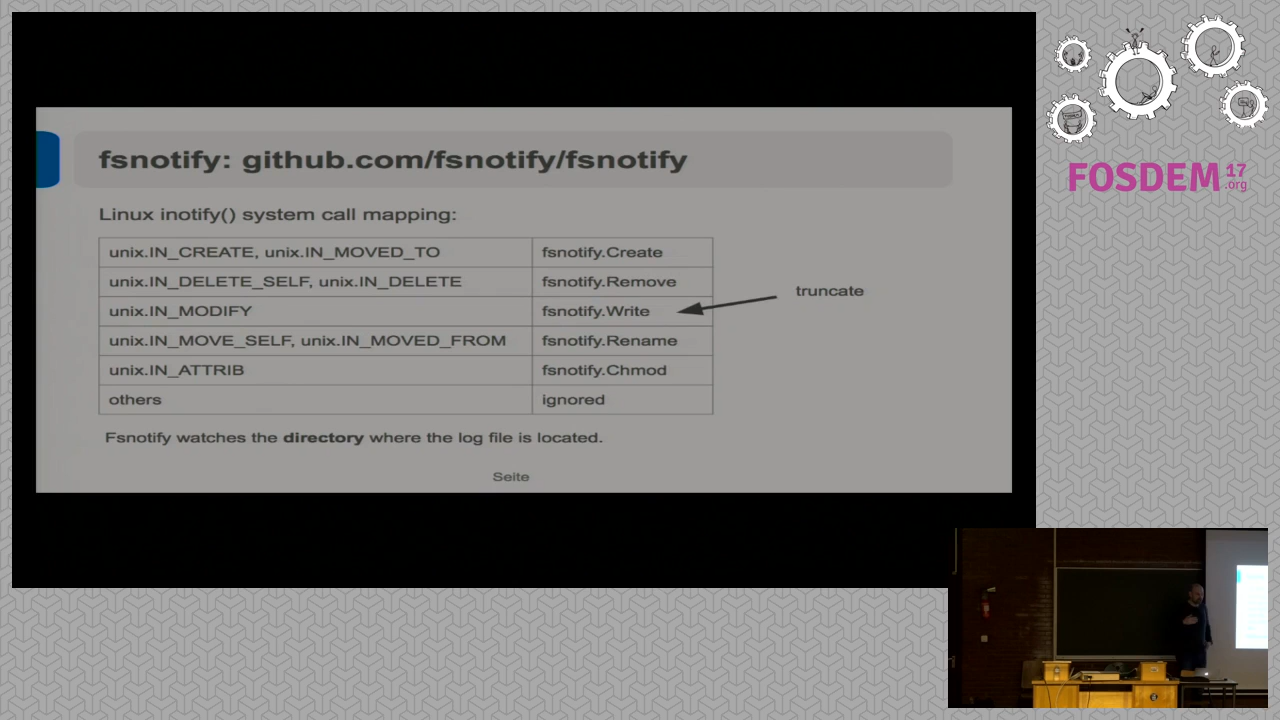 fsnotify: github.com/fsnotify/fsnotify
Linux inotify() system call mapping:
unix.IN_CREATE, unix.IN_MOVED_TO fsnotify.Create
unix.IN_DELETE_SELF, unix.IN_DELETE fsnotify.Remove
unix.IN_MODIFY fsnotify.Write
truncate
unix.IN_MOVE_SELF, unix.IN_MOVED_FROM fsnotify.Rename
unix.IN_ATTRIB fsnotify.Chmod
others ignored
Fsnotify watches the directory where the log file is located.
Seite
FOSDEM 17
.org